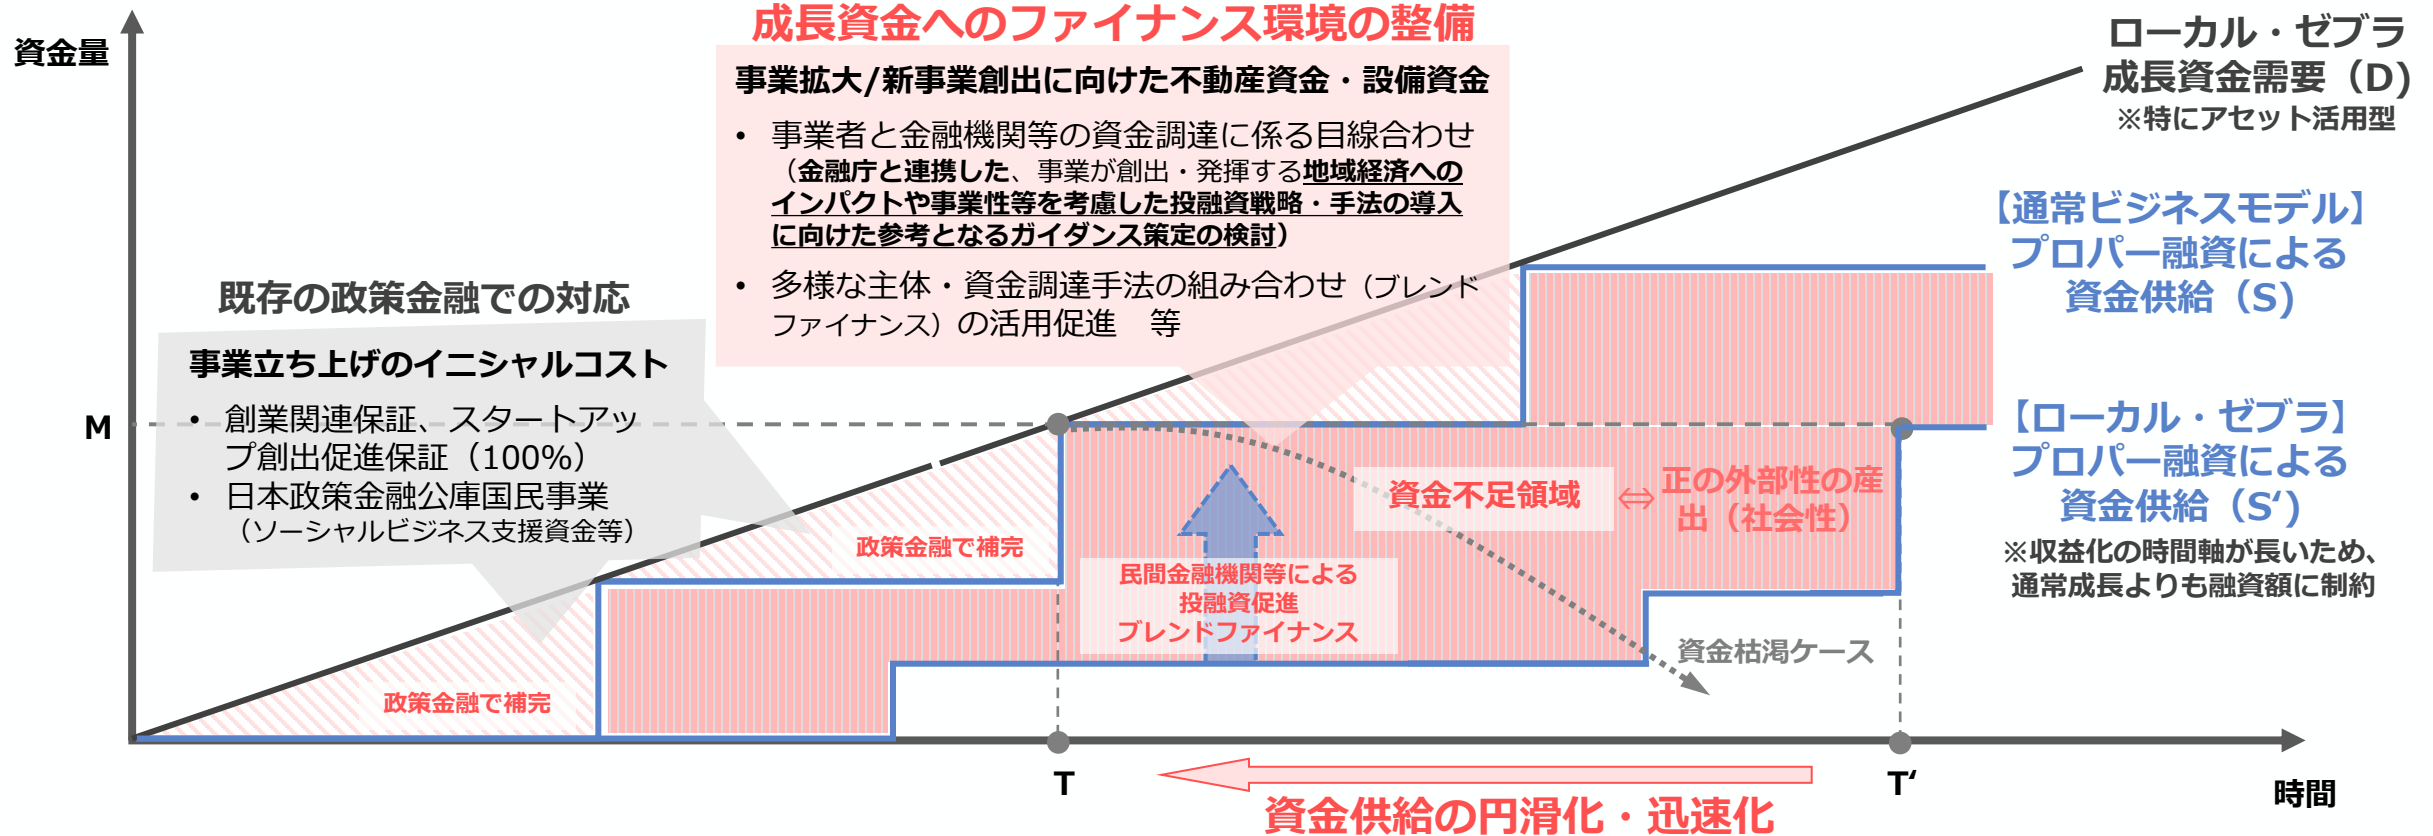 成長資金へのファイナンス環境の整備
資金量
事業拡大/新事業創出に向けた不動産資金・設備資金
• 事業者と金融機関等の資金調達に係る目線合わせ
（金融庁と連携した、事業が創出・発揮する地域経済への
インパクトや事業性等を考慮した投融資戦略・手法の導入
に向けた参考となるガイダンス策定の検討）
• 多様な主体・資金調達手法の組み合わせ（ブレンド
ファイナンス）の活用促進　等
ローカル・ゼブラ
成長資金需要（D)
※特にアセット活用型
【通常ビジネスモデル】
プロパー融資による
資金供給（S)
既存の政策金融での対応
事業立ち上げのイニシャルコスト
• 創業関連保証、スタートアッ
プ創出促進保証（100%）
• 日本政策金融公庫国民事業
（ソーシャルビジネス支援資金等）
M
【ローカル・ゼブラ】
プロパー融資による
資金供給（S‘)
※収益化の時間軸が長いため、
通常成長よりも融資額に制約
資金不足領域
⇔
正の外部性の産
出（社会性）
政策金融で補完
民間金融機関等による
投融資促進
ブレンドファイナンス
資金枯渇ケース
政策金融で補完
T
T‘
時間
資金供給の円滑化・迅速化